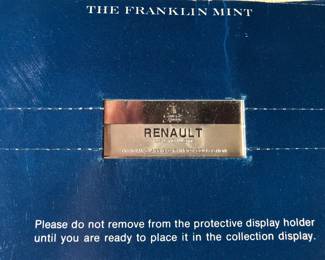 THE FRANKLIN MINT
RENAULT
Please do not remove from the protective display holder
until you are ready to place it in the collection display.